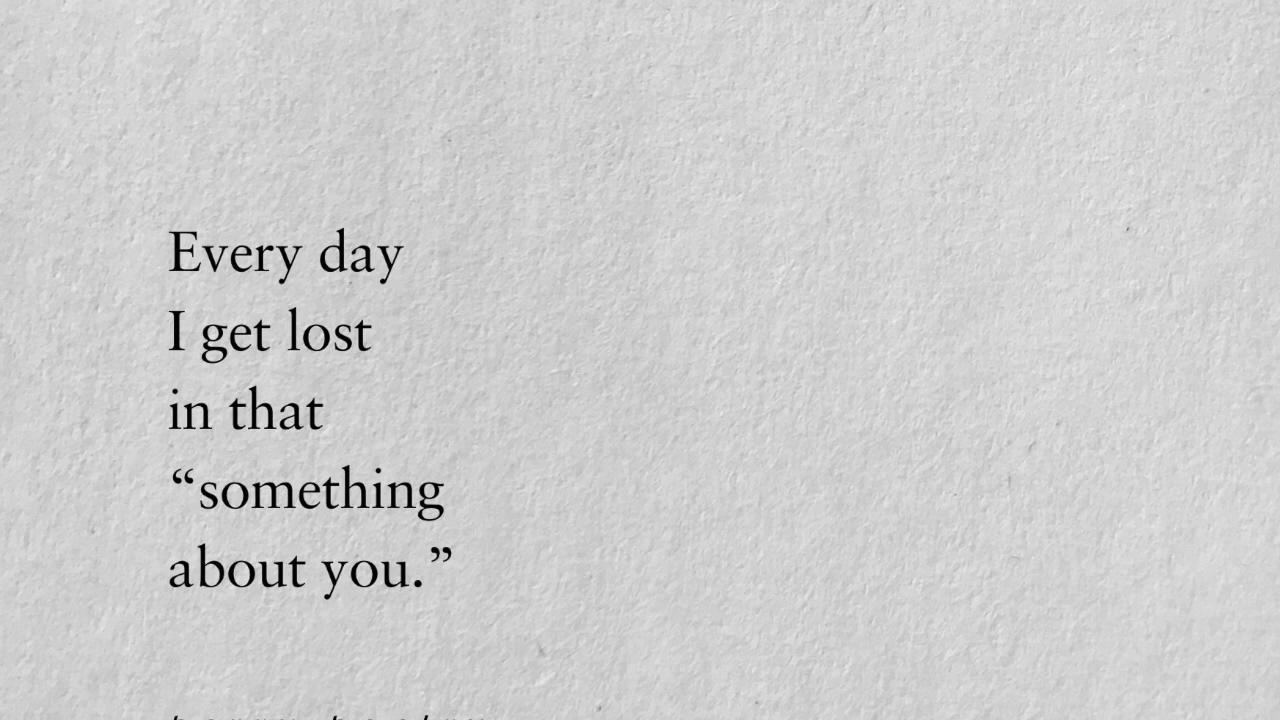 Every day
I get lost
in that
“something
about you.”